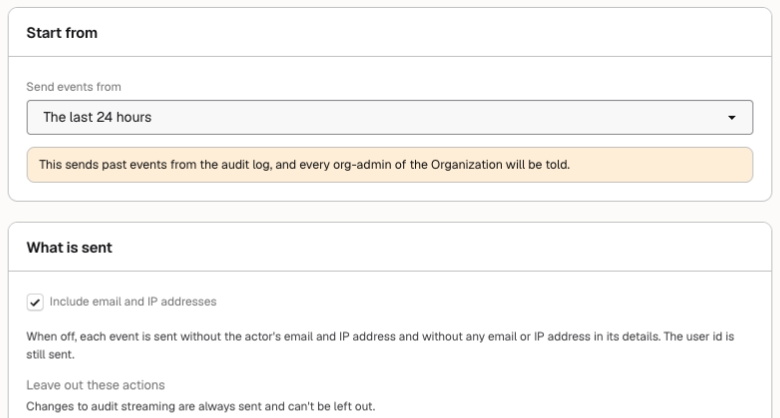 Start from
Send events from
The last 24 hours
This sends past events from the audit log, and every org-admin of the Organization will be told.
What is sent
Include email and IP addresses
When off, each event is sent without the actor's email and IP address and without any email or IP address in its details. The user id is
still sent.
Leave out these actions
Changes to audit streaming are always sent and can't be left out.